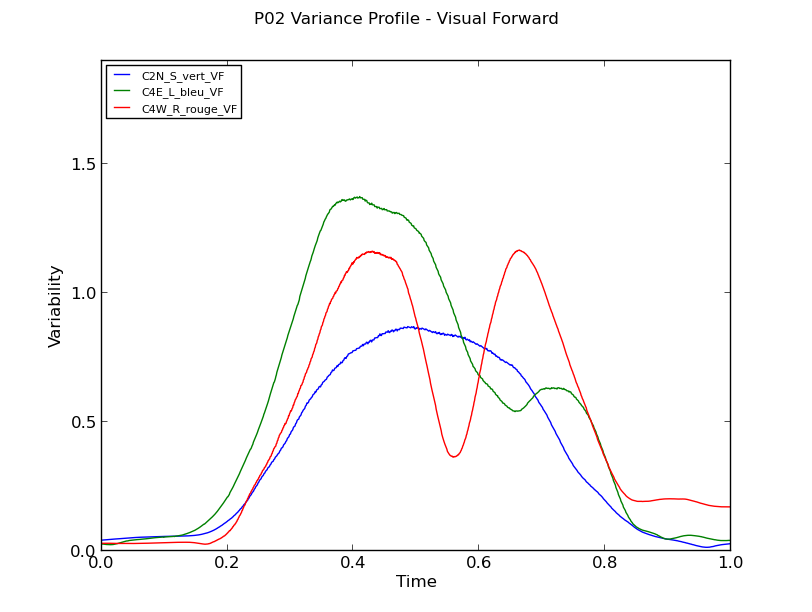 P02 Variance Profile - Visual Forward
C2N_S_vert_VF
C4E_L_bleu_VF
C4W_R_rouge_VF
1.5
1.0
0.5
0.0
Variability
0.0 0.2 0.4 0.6 0.8 1.0
Time